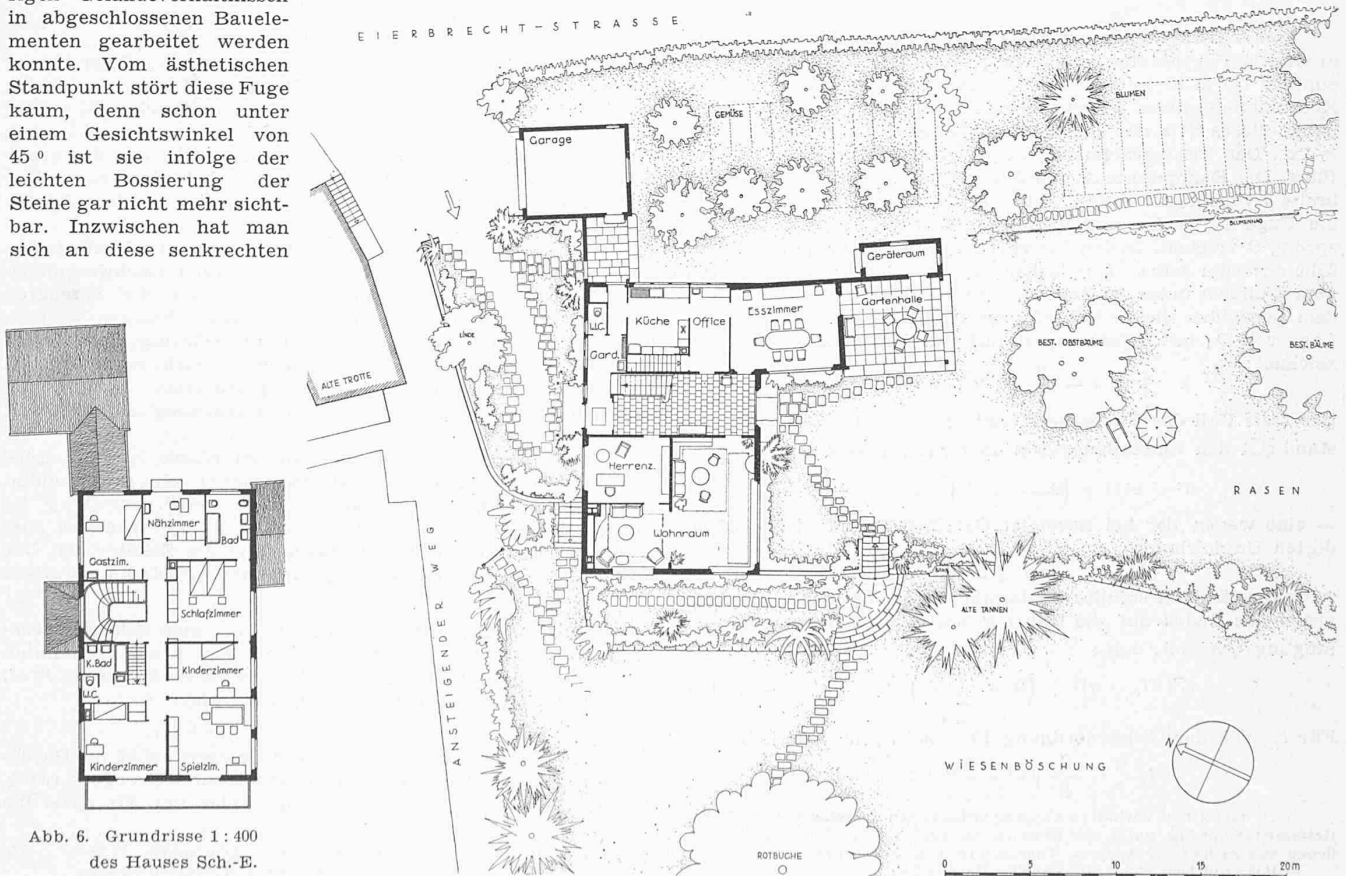 in abgeschlossenen Bauele-
menten gearbeitet werden
konnte. Vom ästhetischen
Standpunkt stört diese Fuge
kaum, denn schon unter
einem Gesichtswinkel von
45⁰ ist sie infolge der
leichten Bossierung der
Steine gar nicht mehr sicht-
bar. Inzwischen hat man
sich an diese senkrechten
Nähzimmer
Bad
Gastzim.
Schlafzimmer
K.Bad
Kinderzimmer
W.C.
Kinderzimmer
Spielzim.
Abb. 6. Grundrisse 1 : 400
des Hauses Sch.-E.
EIERBRECHT-STRASSE
BLUMEN
GEMÜSE
Garage
BLUMENHAG
Geräteraum
LINDE
W.C.
Küche
Office
Esszimmer
Gartenhalle
BEST. OBSTBÄUME
BEST. BÄUME
Gard.
ALTE TROTTE
Herrenz.
RASEN
Wohnraum
ANSTEIGENDER WEG
ALTE TANNEN
N
WIESENBÖSCHUNG
ROTBUCHE
0 5 10 15 20 m